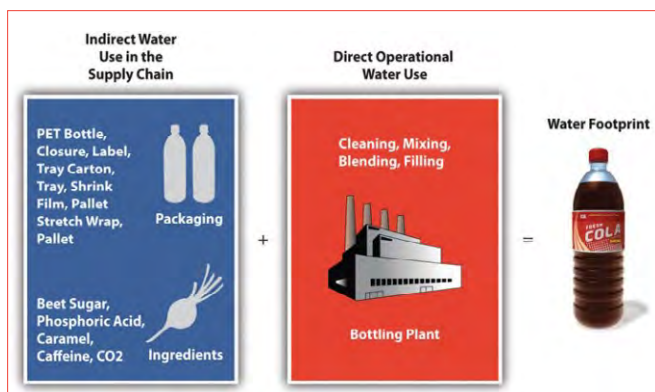 Indirect Water
Use in the
Supply Chain
PET Bottle,
Closure, Label,
Tray Carton,
Tray, Shrink
Film, Pallet
Stretch Wrap,
Pallet
Packaging
Beet Sugar,
Phosphoric Acid,
Caramel,
Caffeine, CO2
Ingredients
+
Direct Operational
Water Use
Cleaning, Mixing,
Blending, Filling
Bottling Plant
=
Water Footprint
FRESH
COLA